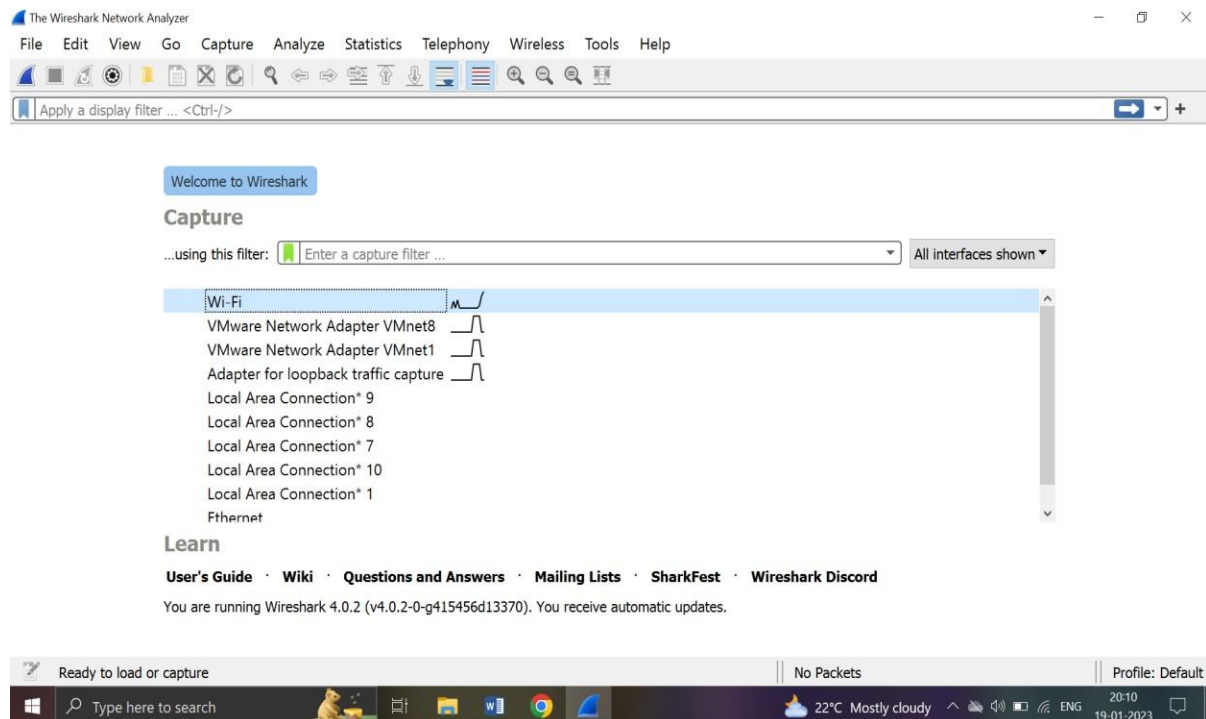 The Wireshark Network Analyzer
File Edit View Go Capture Analyze Statistics Telephony Wireless Tools Help
Apply a display filter ... <Ctrl-/>
Welcome to Wireshark
Capture
...using this filter: Enter a capture filter ... All interfaces shown
Wi-Fi
VMware Network Adapter VMnet8
VMware Network Adapter VMnet1
Adapter for loopback traffic capture
Local Area Connection* 9
Local Area Connection* 8
Local Area Connection* 7
Local Area Connection* 10
Local Area Connection* 1
Ethernet
Learn
User's Guide · Wiki · Questions and Answers · Mailing Lists · SharkFest · Wireshark Discord
You are running Wireshark 4.0.2 (v4.0.2-0-g415456d13370). You receive automatic updates.
Ready to load or capture No Packets Profile: Default
Type here to search 22°C Mostly cloudy ENG 20:10
19-01-2023